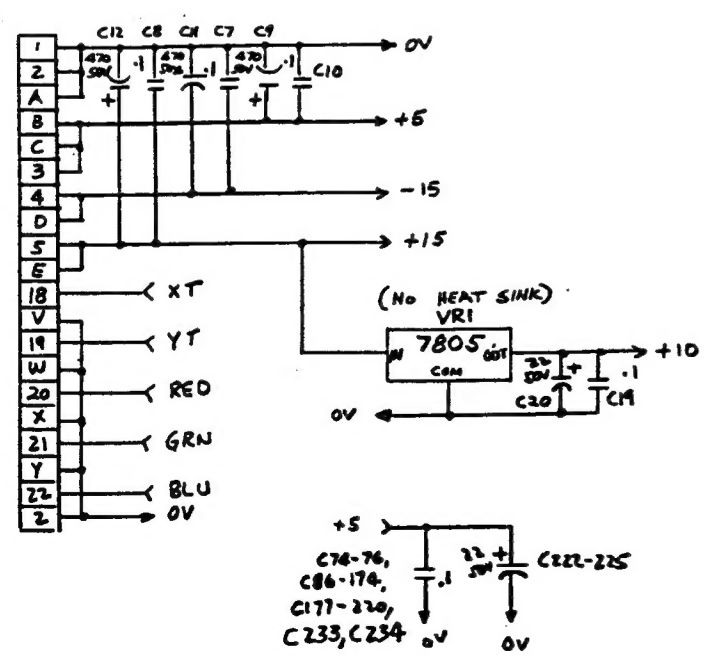 C12 C8 C11 C7 C9
1
2
A
B
C
3
4
D
5
E
18
V
19
W
20
X
21
Y
22
2
470 50V .1 470 50V .1 470 50V .1 C10
+ +
0V
+5
-15
+15
XT
YT
RED
GRN
BLU
0V
(NO HEAT SINK)
VR1
IN 7805 OUT
COM
+10
22 50V +
C20
.1
C19
0V
+5
C74-76,
C86-174,
C177-220,
C233, C234
.1
0V
22 50V +
C222-225
0V